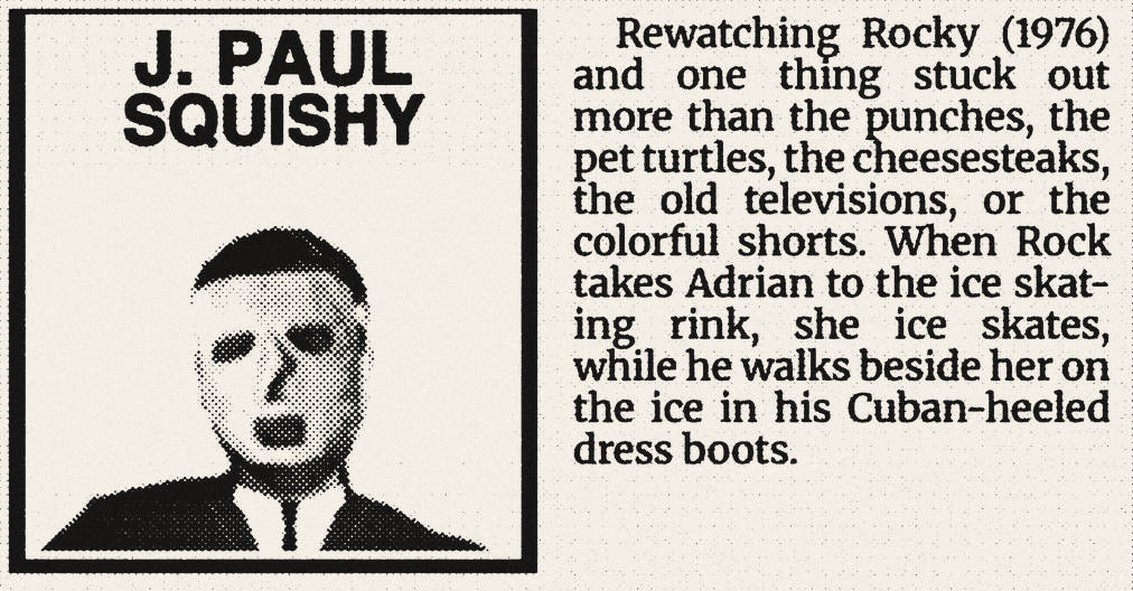 J. PAUL
SQUISHY
Rewatching Rocky (1976)
and one thing stuck out
more than the punches, the
pet turtles, the cheesesteaks,
the old televisions, or the
colorful shorts. When Rock
takes Adrian to the ice skat-
ing rink, she ice skates,
while he walks beside her on
the ice in his Cuban-heeled
dress boots.